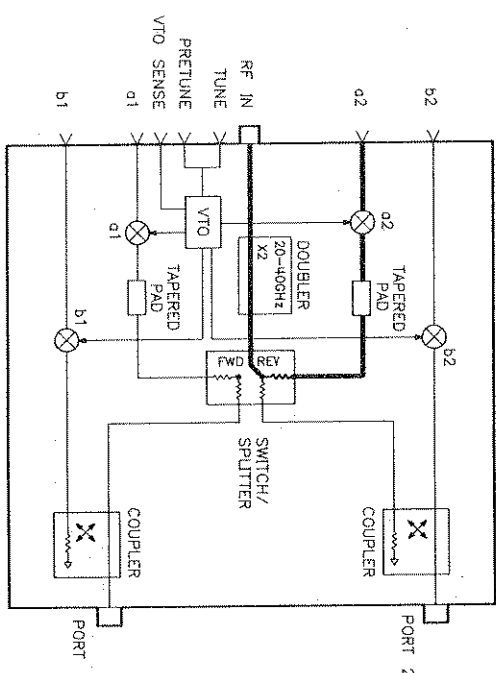 b2
a2
RF IN
TUNE
PRETUNE
VTO SENSE
a1
b1
a2
TAPERED
PAD
b2
DOUBLER
20-40GHz
X2
VTO
a1
TAPERED
PAD
b1
FWD
REV
SWITCH/
SPLITTER
COUPLER
COUPLER
PORT 2
PORT